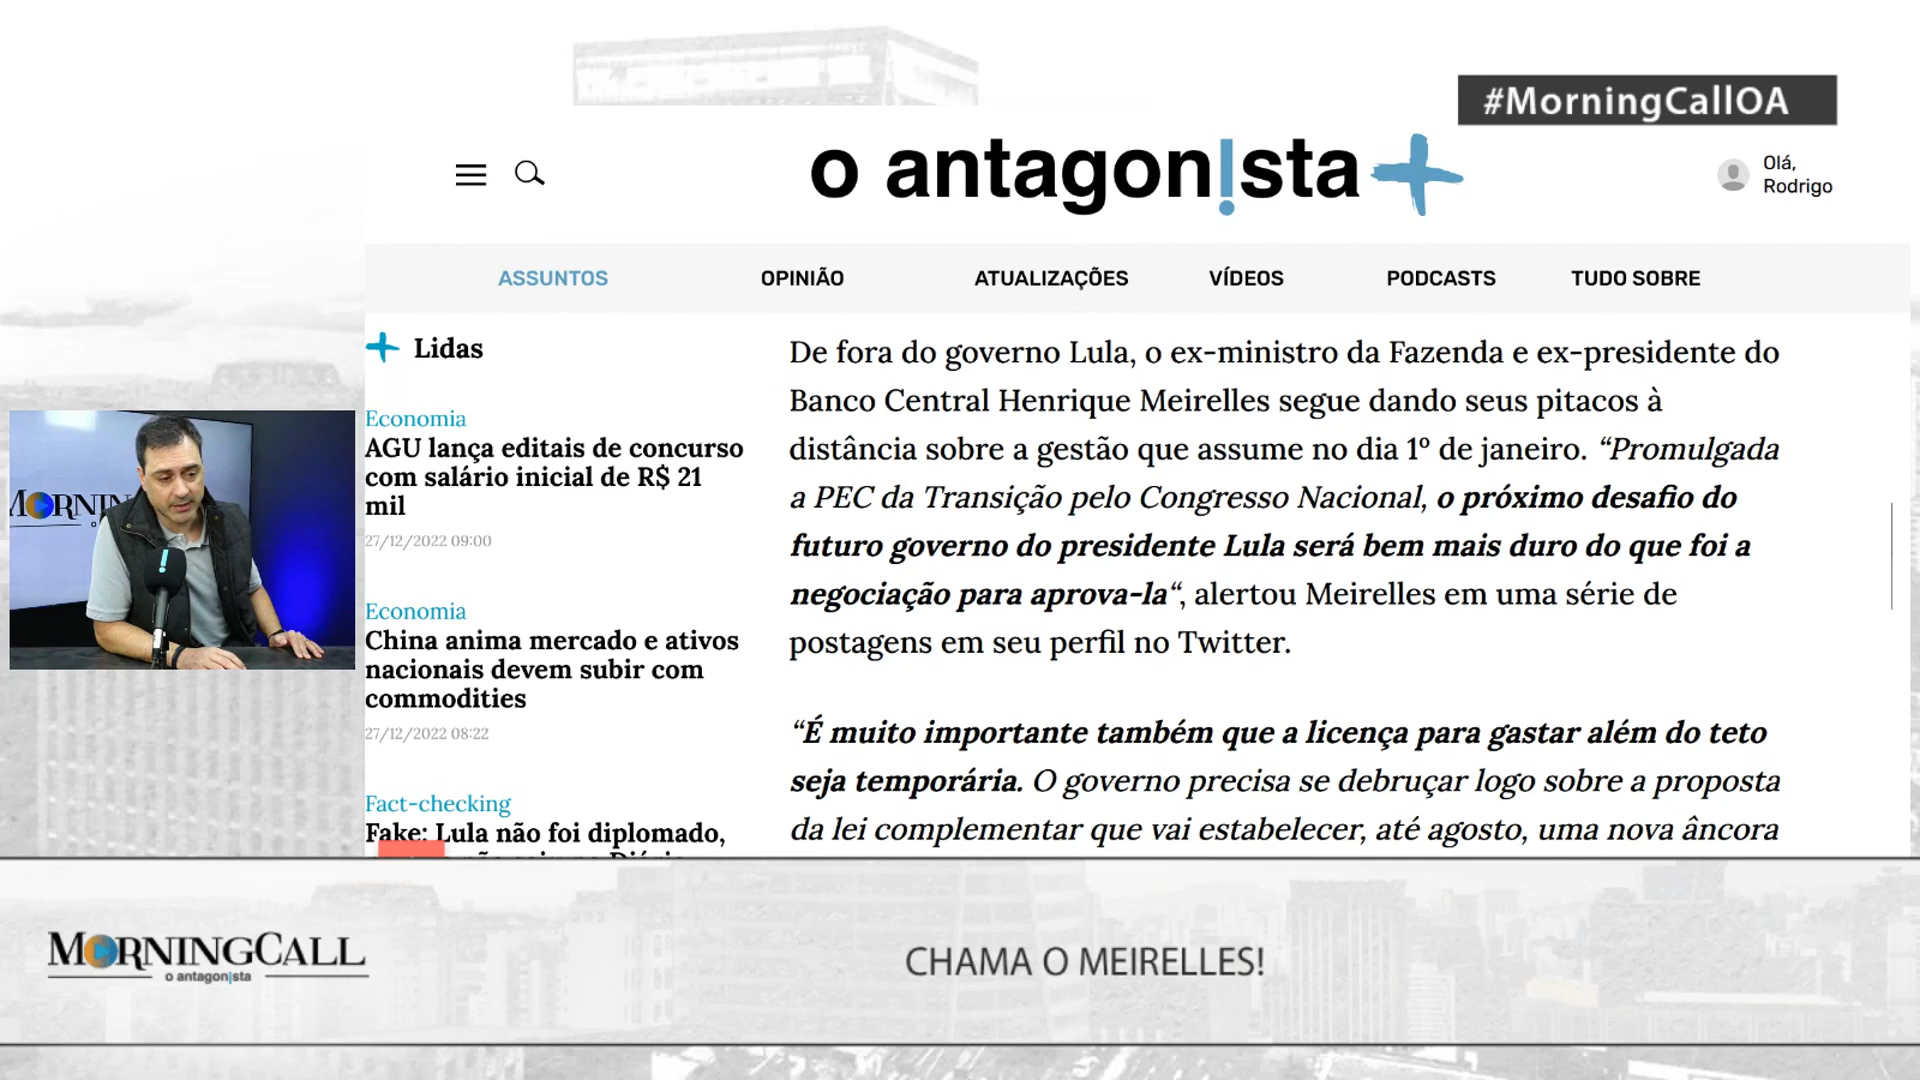 #MorningCallOA
o antagonista+
Olá,
Rodrigo
ASSUNTOS OPINIÃO ATUALIZAÇÕES VÍDEOS PODCASTS TUDO SOBRE
+ Lidas
Economia
AGU lança editais de concurso
com salário inicial de R$ 21
mil
27/12/2022 09:00
Economia
China anima mercado e ativos
nacionais devem subir com
commodities
27/12/2022 08:22
Fact-checking
Fake: Lula não foi diplomado,
De fora do governo Lula, o ex-ministro da Fazenda e ex-presidente do
Banco Central Henrique Meirelles segue dando seus pitacos à
distância sobre a gestão que assume no dia 1º de janeiro. “Promulgada
a PEC da Transição pelo Congresso Nacional, o próximo desafio do
futuro governo do presidente Lula será bem mais duro do que foi a
negociação para aprova-la“, alertou Meirelles em uma série de
postagens em seu perfil no Twitter.
“É muito importante também que a licença para gastar além do teto
seja temporária. O governo precisa se debruçar logo sobre a proposta
da lei complementar que vai estabelecer, até agosto, uma nova âncora
MORNINGCALL
o antagonista
CHAMA O MEIRELLES!